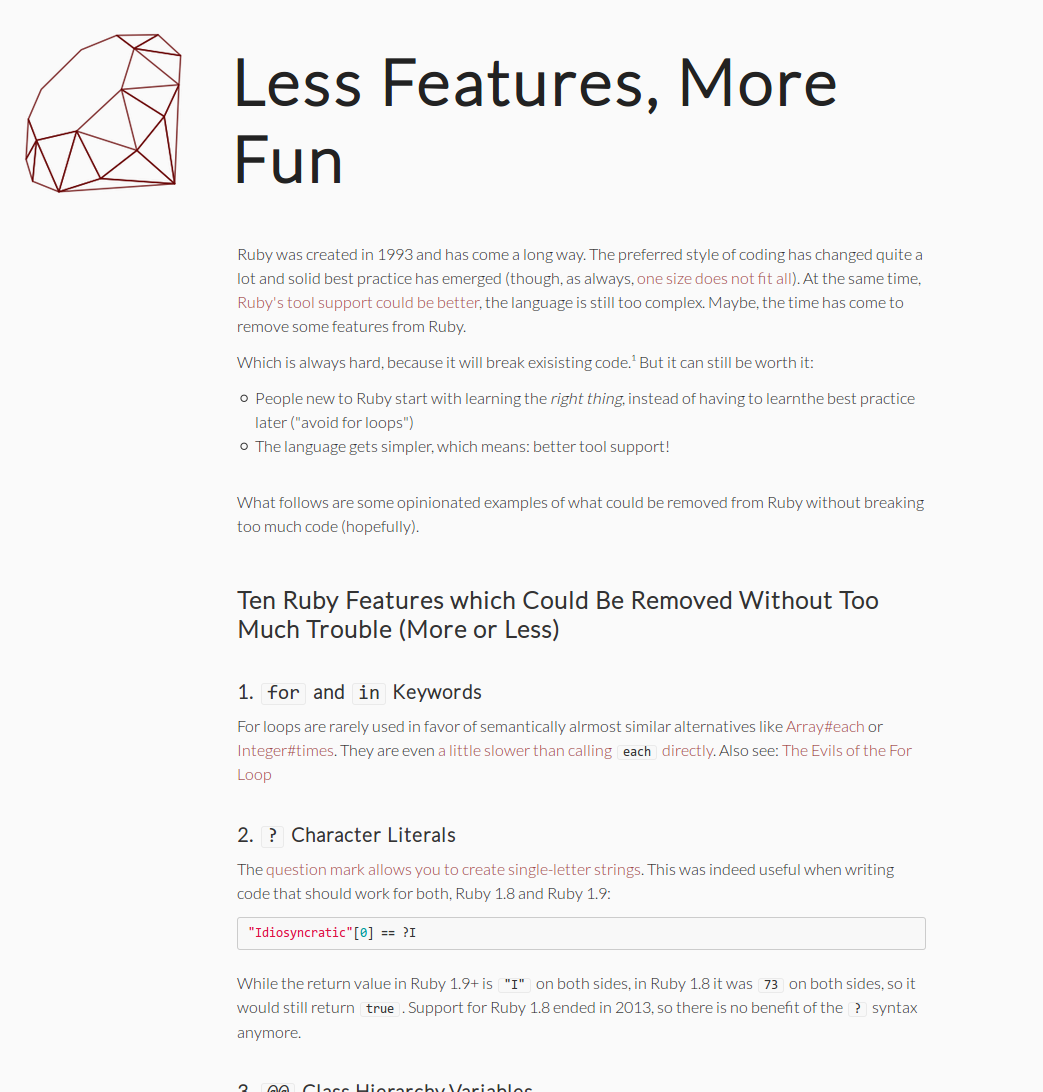 Less Features, More
Fun
Ruby was created in 1993 and has come a long way. The preferred style of coding has changed quite a
lot and solid best practice has emerged (though, as always, one size does not fit all). At the same time,
Ruby's tool support could be better, the language is still too complex. Maybe, the time has come to
remove some features from Ruby.
Which is always hard, because it will break exisisting code.¹ But it can still be worth it:
People new to Ruby start with learning the right thing, instead of having to learnthe best practice
later ("avoid for loops")
The language gets simpler, which means: better tool support!
What follows are some opinionated examples of what could be removed from Ruby without breaking
too much code (hopefully).
Ten Ruby Features which Could Be Removed Without Too
Much Trouble (More or Less)
1. for and in Keywords
For loops are rarely used in favor of semantically alrmost similar alternatives like Array#each or
Integer#times. They are even a little slower than calling each directly. Also see: The Evils of the For
Loop
2. ? Character Literals
The question mark allows you to create single-letter strings. This was indeed useful when writing
code that should work for both, Ruby 1.8 and Ruby 1.9:
"Idiosyncratic"[0] == ?I
While the return value in Ruby 1.9+ is "I" on both sides, in Ruby 1.8 it was 73 on both sides, so it
would still return true . Support for Ruby 1.8 ended in 2013, so there is no benefit of the ? syntax
anymore.
3. @@ Class Hierarchy Variables